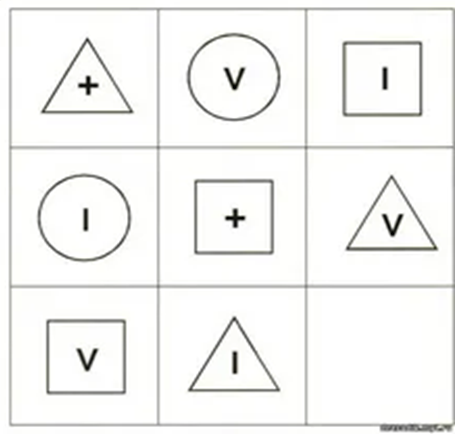 + V I
I + V
V I